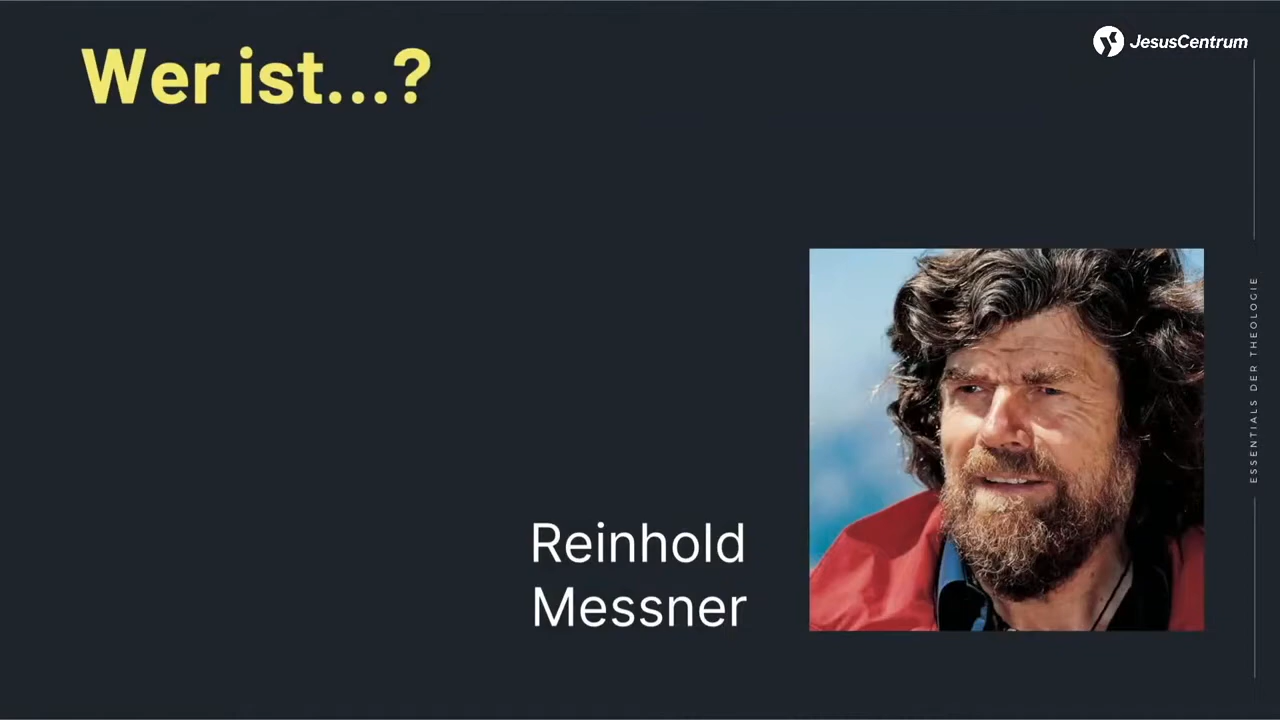 Wer ist...?
JesusCentrum
ESSENTIALS DER THEOLOGIE
Reinhold
Messner